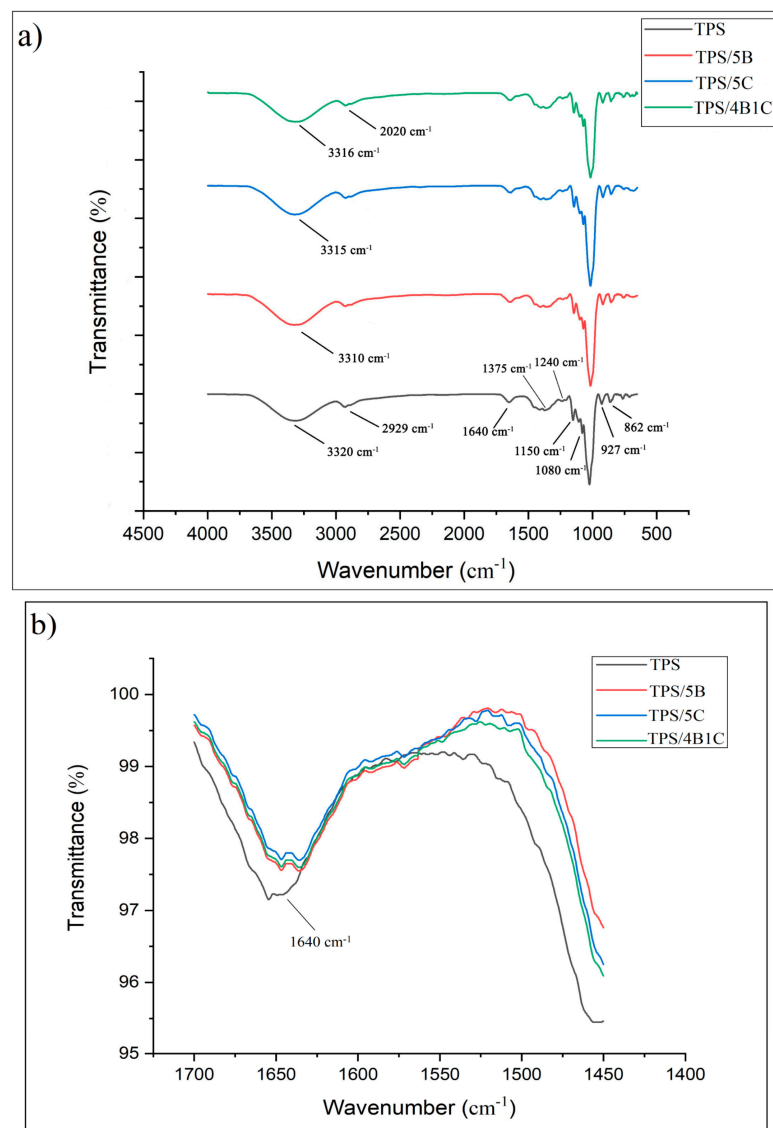 a)
TPS
TPS/5B
TPS/5C
TPS/4B1C
2020 cm⁻¹
3316 cm⁻¹
3315 cm⁻¹
3310 cm⁻¹
1375 cm⁻¹
1240 cm⁻¹
2929 cm⁻¹
1640 cm⁻¹
862 cm⁻¹
3320 cm⁻¹
1150 cm⁻¹
927 cm⁻¹
1080 cm⁻¹
Transmittance (%)
4500 4000 3500 3000 2500 2000 1500 1000 500
Wavenumber (cm⁻¹)
b)
TPS
TPS/5B
TPS/5C
TPS/4B1C
100
99
98
97
96
95
1640 cm⁻¹
Transmittance (%)
1700 1650 1600 1550 1500 1450 1400
Wavenumber (cm⁻¹)